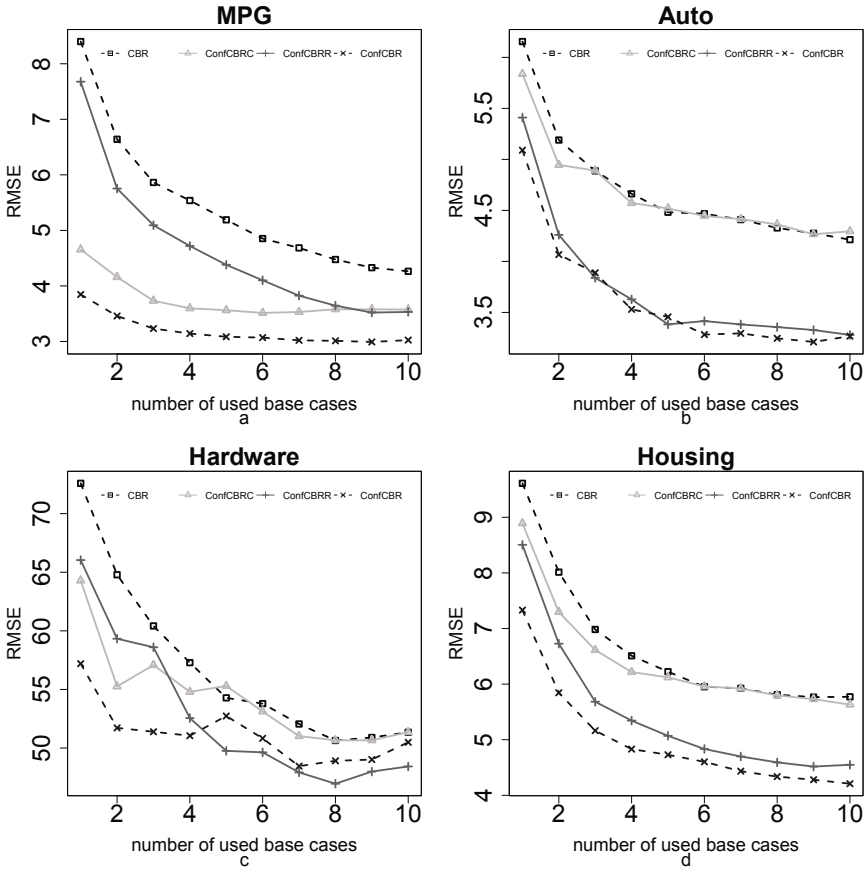 MPG
CBR ConfCBRC ConfCBRR ConfCBR
RMSE
8
7
6
5
4
3
2 4 6 8 10
number of used base cases
a
Auto
CBR ConfCBRC ConfCBRR ConfCBR
RMSE
5.5
4.5
3.5
2 4 6 8 10
number of used base cases
b
Hardware
CBR ConfCBRC ConfCBRR ConfCBR
RMSE
70
65
60
55
50
2 4 6 8 10
number of used base cases
c
Housing
CBR ConfCBRC ConfCBRR ConfCBR
RMSE
9
8
7
6
5
4
2 4 6 8 10
number of used base cases
d